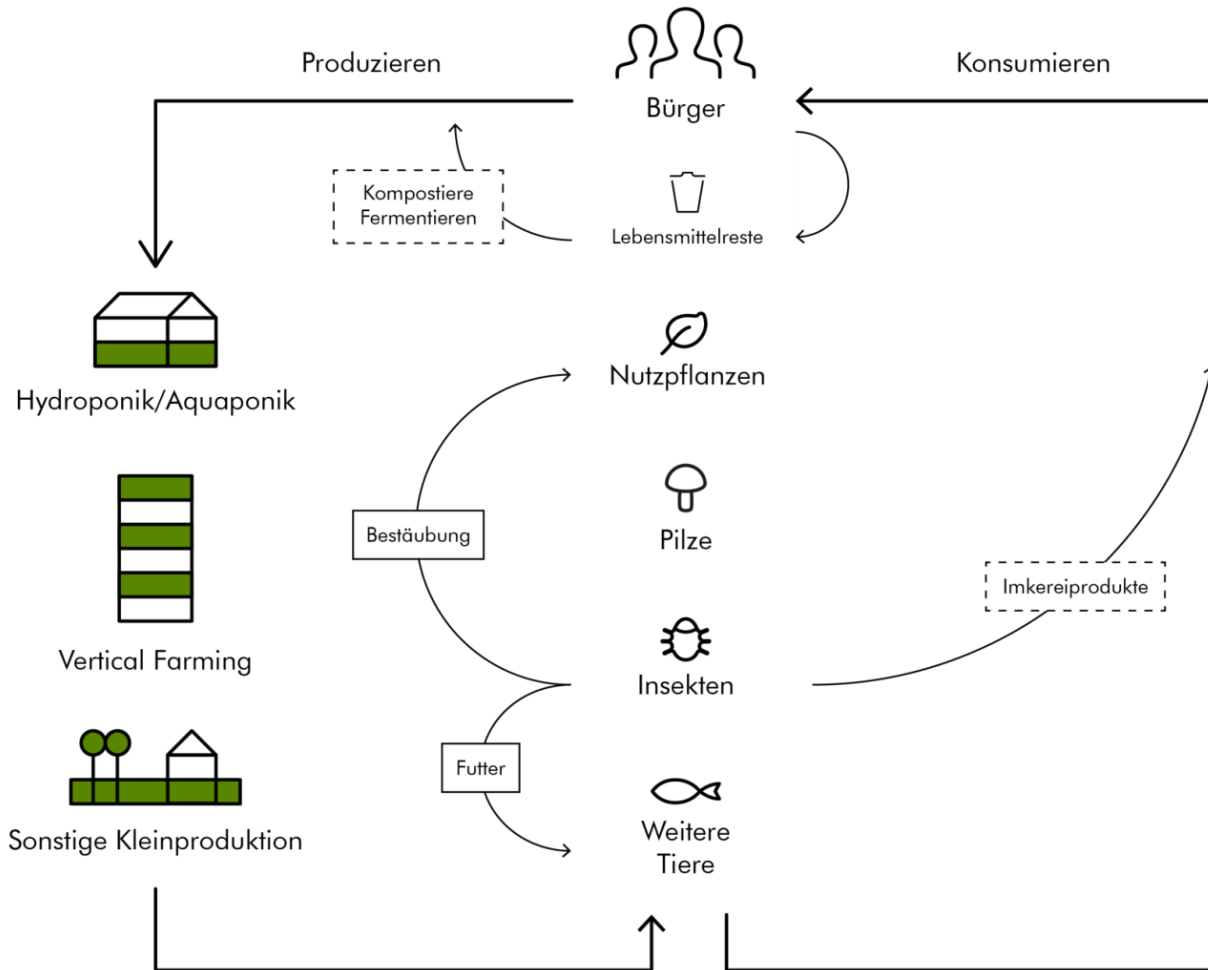 Produzieren
Konsumieren
Bürger
Kompostiere
Fermentieren
Lebensmittelreste
Hydroponik/Aquaponik
Nutzpflanzen
Bestäubung
Pilze
Imkereiprodukte
Vertical Farming
Insekten
Futter
Sonstige Kleinproduktion
Weitere
Tiere